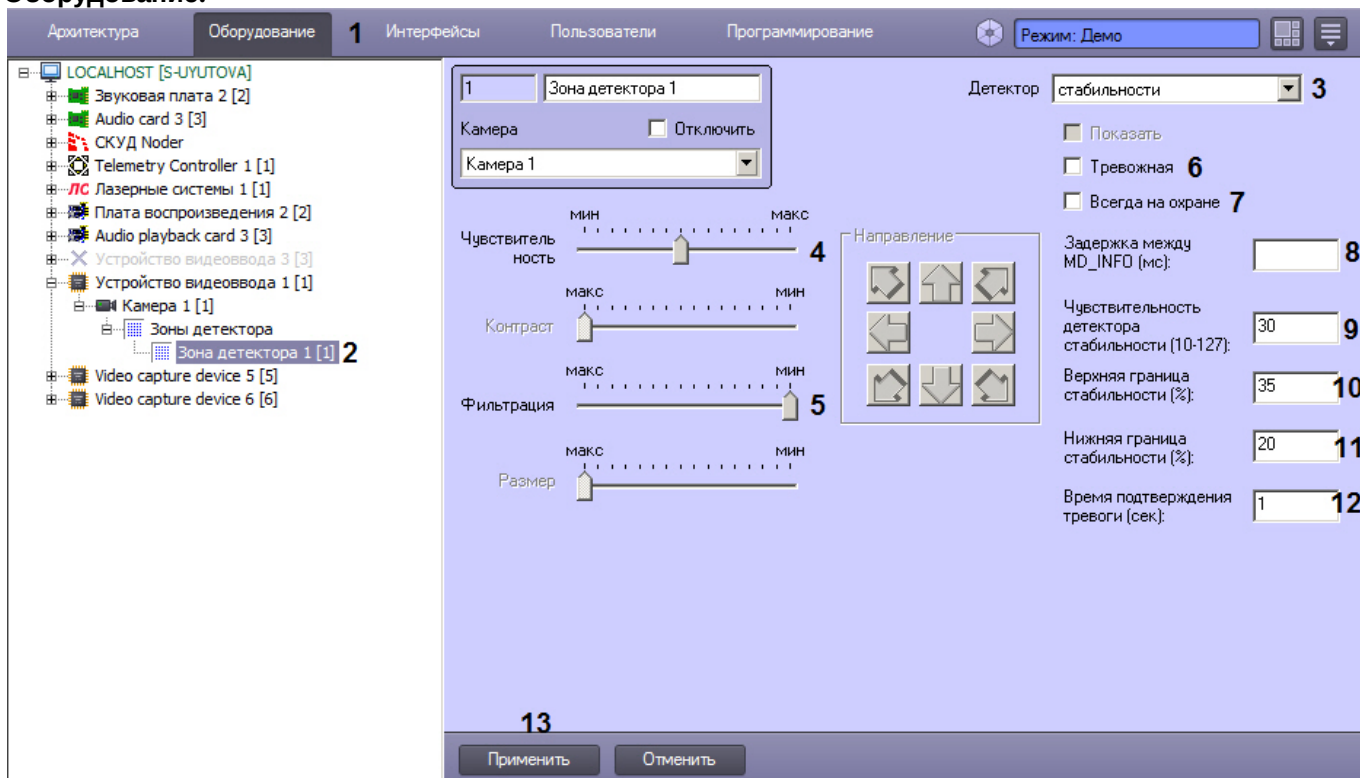 Оборудование.
Архитектура Оборудование 1 Интерфейсы Пользователи Программирование Режим: Демо
LOCALHOST [S-UYUTOVA]
Звуковая плата 2 [2]
Audio card 3 [3]
СКУД Noder
Telemetry Controller 1 [1]
ЛС Лазерные системы 1 [1]
Плата воспроизведения 2 [2]
Audio playback card 3 [3]
Устройство видеоввода 3 [3]
Устройство видеоввода 1 [1]
Камера 1 [1]
Зоны детектора
Зона детектора 1 [1] 2
Video capture device 5 [5]
Video capture device 6 [6]
1 Зона детектора 1
Камера Отключить
Камера 1
мин макс
Чувствитель
ность 4
макс мин
Контраст
макс мин
Фильтрация 5
макс мин
Размер
Направление
Детектор стабильности 3
Показать
Тревожная 6
Всегда на охране 7
Задержка между
MD_INFO (мс): 8
Чувствительность
детектора
стабильности (10-127): 30 9
Верхняя граница
стабильности (%): 35 10
Нижняя граница
стабильности (%): 20 11
Время подтверждения
тревоги (сек): 1 12
13
Применить Отменить